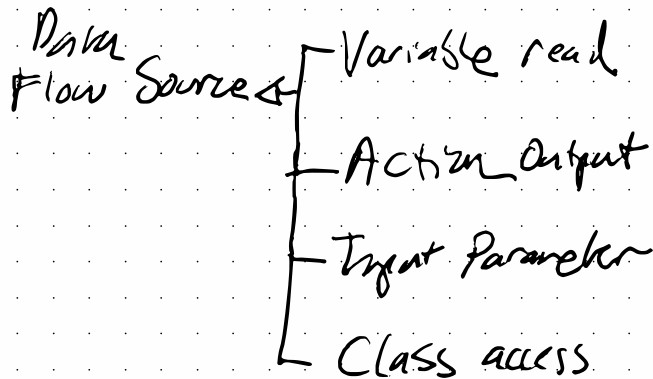 Data
Flow Source
Variable read
Action Output
Input Parameter
Class access